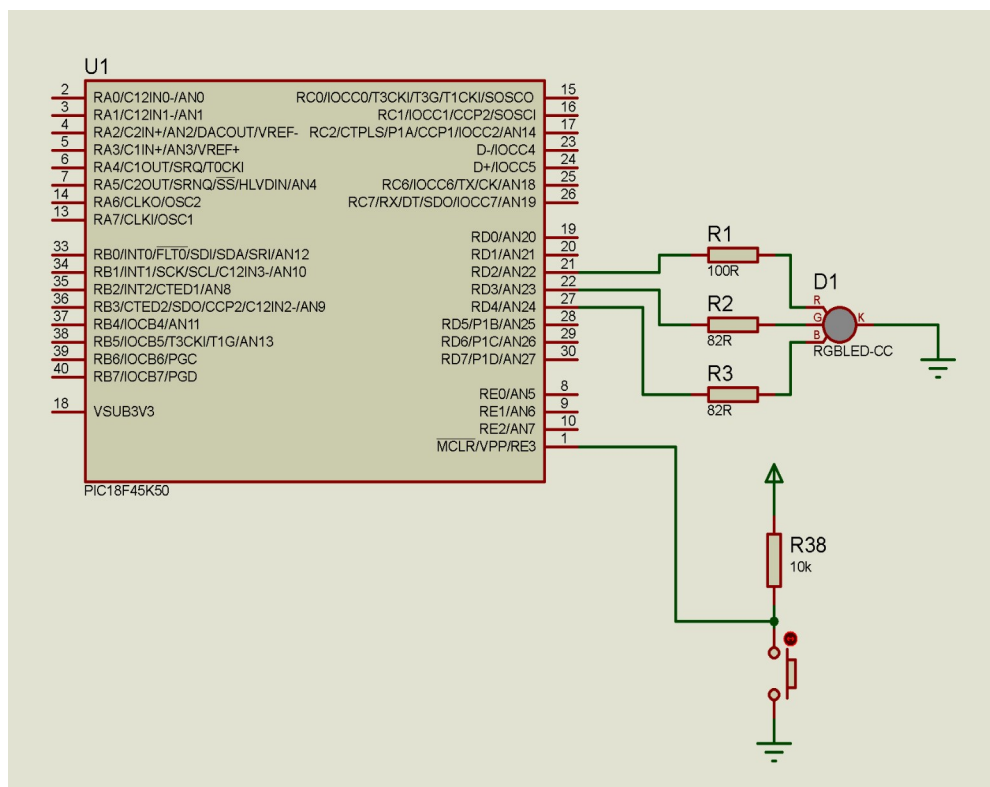 U1
2 RA0/C12IN0-/AN0
3 RA1/C12IN1-/AN1
4 RA2/C2IN+/AN2/DACOUT/VREF-
5 RA3/C1IN+/AN3/VREF+
6 RA4/C1OUT/SRQ/T0CKI
7 RA5/C2OUT/SRNQ/SS/HLVDIN/AN4
14 RA6/CLKO/OSC2
13 RA7/CLKI/OSC1
33 RB0/INT0/FLT0/SDI/SDA/SRI/AN12
34 RB1/INT1/SCK/SCL/C12IN3-/AN10
35 RB2/INT2/CTED1/AN8
36 RB3/CTED2/SDO/CCP2/C12IN2-/AN9
37 RB4/IOCB4/AN11
38 RB5/IOCB5/T3CKI/T1G/AN13
39 RB6/IOCB6/PGC
40 RB7/IOCB7/PGD
18 VSUB3V3
RC0/IOCC0/T3CKI/T3G/T1CKI/SOSCO 15
RC1/IOCC1/CCP2/SOSCI 16
RC2/CTPLS/P1A/CCP1/IOCC2/AN14 17
D-/IOCC4 23
D+/IOCC5 24
RC6/IOCC6/TX/CK/AN18 25
RC7/RX/DT/SDO/IOCC7/AN19 26
RD0/AN20 19
RD1/AN21 20
RD2/AN22 21
RD3/AN23 22
RD4/AN24 27
RD5/P1B/AN25 28
RD6/P1C/AN26 29
RD7/P1D/AN27 30
RE0/AN5 8
RE1/AN6 9
RE2/AN7 10
MCLR/VPP/RE3 1
PIC18F45K50
R1
100R
R2
82R
R3
82R
D1
R
G
B
K
RGBLED-CC
R38
10k